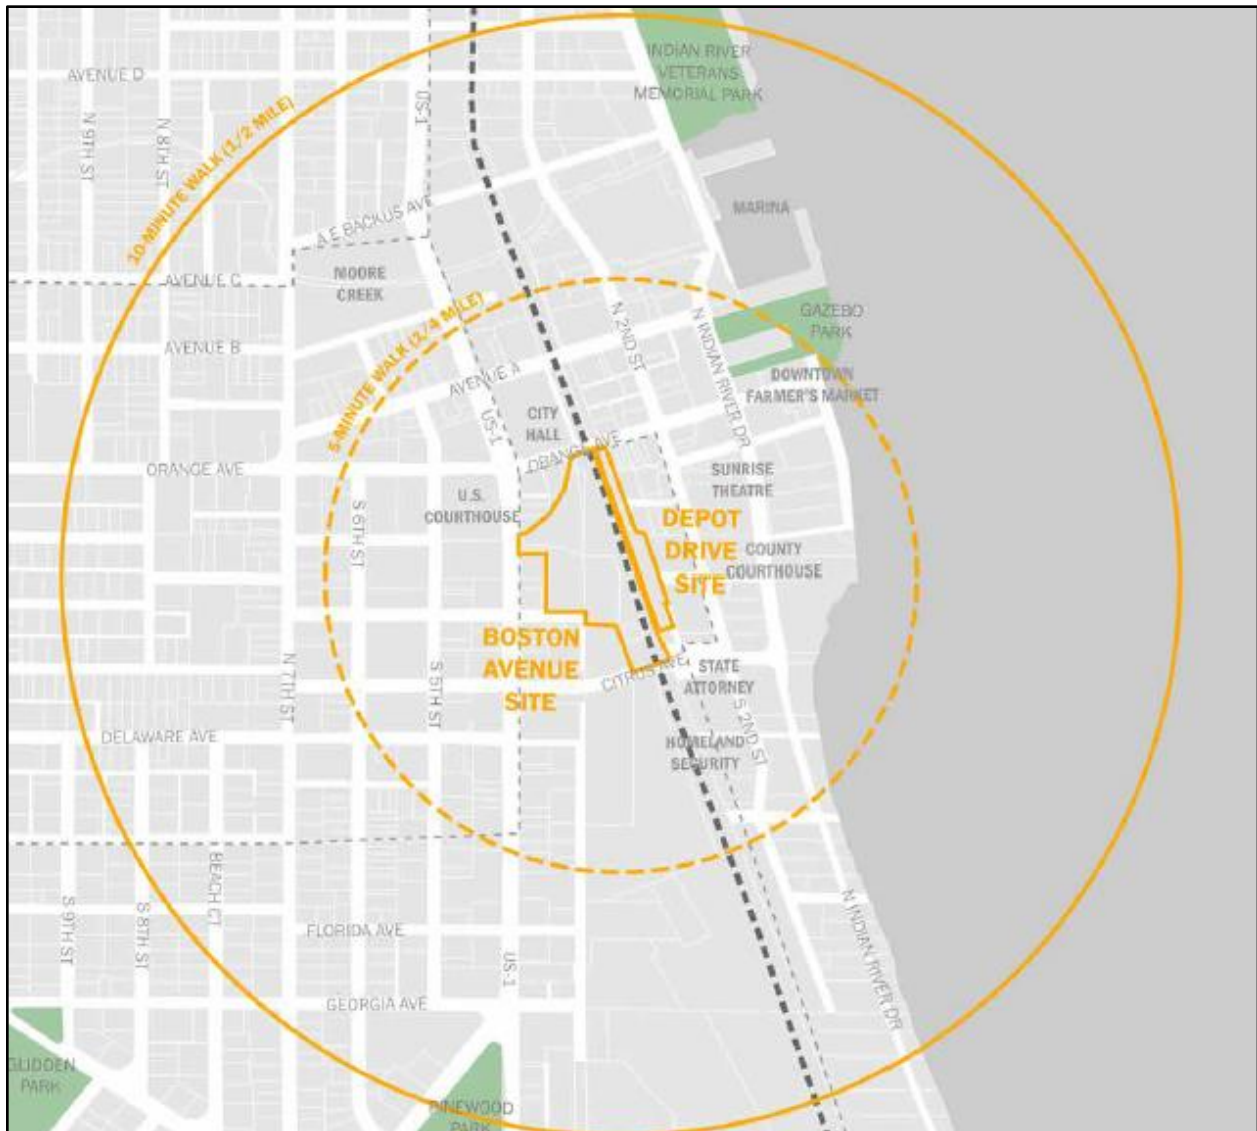 INDIAN RIVER
VETERANS
MEMORIAL PARK
AVENUE D
US-1
N 9TH ST
N 8TH ST
10-MINUTE WALK (1/2 MILE)
A E BACKUS AVE
MARINA
MOORE
CREEK
AVENUE C
5-MINUTE WALK (1/4 MILE)
N 2ND ST
N INDIAN RIVER DR
GAZEBO
PARK
AVENUE B
AVENUE A
DOWNTOWN
FARMER'S MARKET
US-1
CITY
HALL
ORANGE AVE
ORANGE AVE
SUNRISE
THEATRE
U.S.
COURTHOUSE
S 6TH ST
DEPOT
DRIVE
SITE
COUNTY
COURTHOUSE
BOSTON
AVENUE
SITE
CITRUS AVE
STATE
ATTORNEY
N 7TH ST
S 5TH ST
S 2ND ST
DELAWARE AVE
HOMELAND
SECURITY
BEACH CT
S 9TH ST
S 8TH ST
FLORIDA AVE
N INDIAN RIVER DR
US-1
GEORGIA AVE
GLIDDEN
PARK
PINEWOOD
PARK